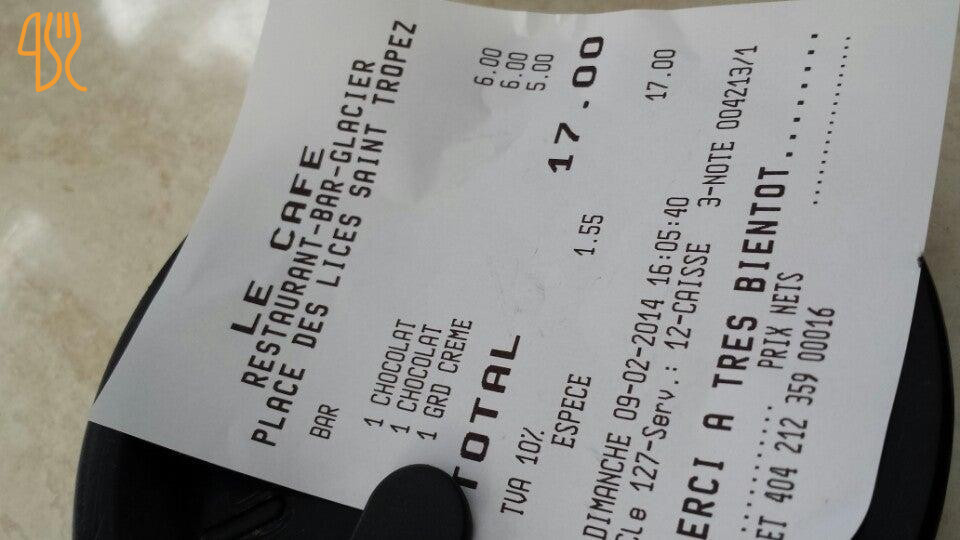 LE CAFE
RESTAURANT-BAR-GLACIER
PLACE DES LICES SAINT TROPEZ
BAR
1 CHOCOLAT 6.00
1 CHOCOLAT 6.00
1 GRD CREME 5.00
TOTAL 17.00
TVA 10% 1.55
ESPECE 17.00
DIMANCHE 09-02-2014 16:05:40
Cle 127-Serv.: 12-CAISSE 3-NOTE 004213/1
ERCI A TRES BIENTOT.......
PRIX NETS
ET 404 212 359 00016